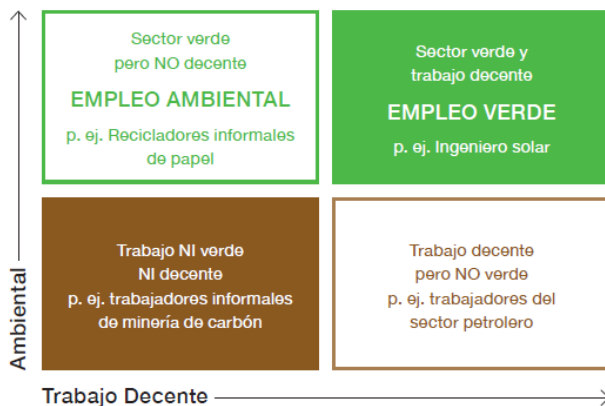 Sector verde
pero NO decente
EMPLEO AMBIENTAL
p. ej. Recicladores informales
de papel
Sector verde y
trabajo decente
EMPLEO VERDE
p. ej. Ingeniero solar
Trabajo NI verde
NI decente
p. ej. trabajadores informales
de minería de carbón
Trabajo decente
pero NO verde
p. ej. trabajadores del
sector petrolero
Ambiental
Trabajo Decente